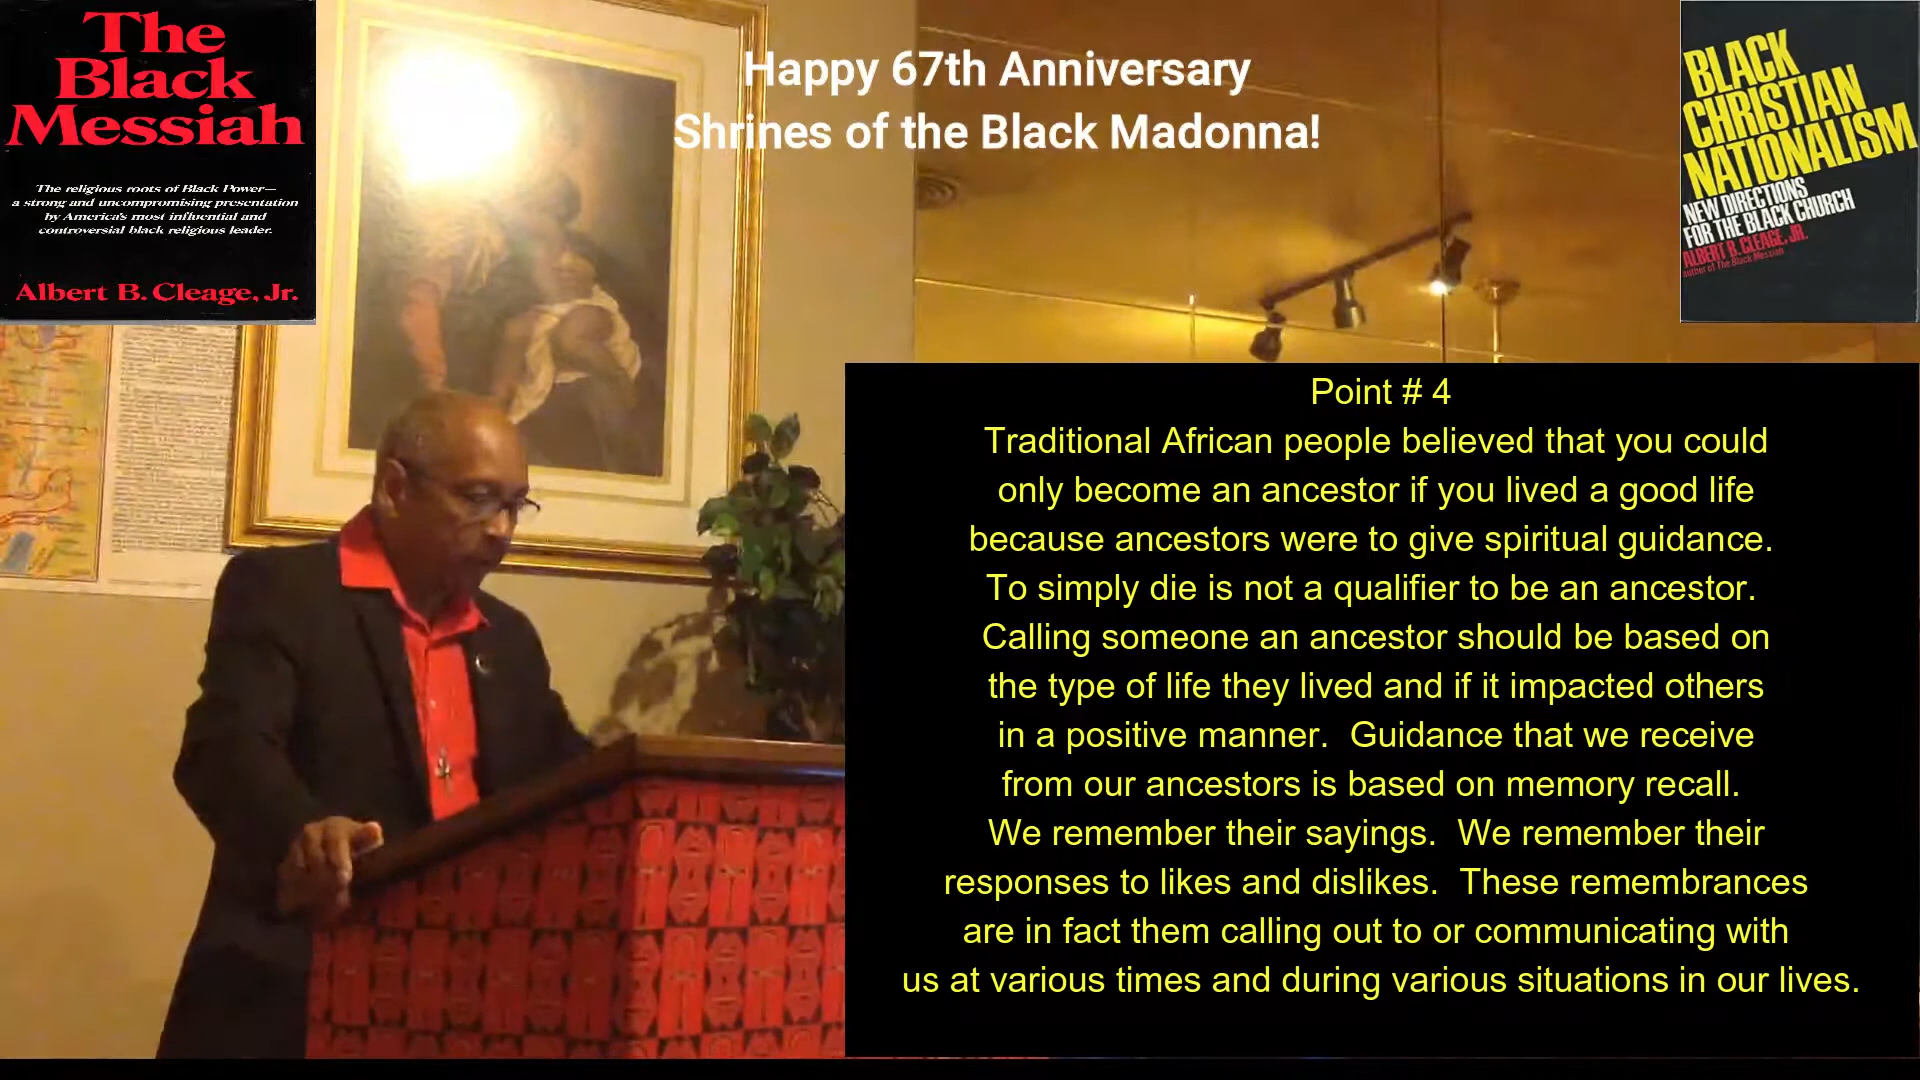 The
Black
Messiah
The religious roots of Black Power—
a strong and uncompromising presentation
by America's most influential and
controversial black religious leader.
Albert B. Cleage, Jr.
Happy 67th Anniversary
Shrines of the Black Madonna!
BLACK
CHRISTIAN
NATIONALISM
NEW DIRECTIONS
FOR THE BLACK CHURCH
ALBERT B. CLEAGE, JR.
author of The Black Messiah
Point # 4
Traditional African people believed that you could
only become an ancestor if you lived a good life
because ancestors were to give spiritual guidance.
To simply die is not a qualifier to be an ancestor.
Calling someone an ancestor should be based on
the type of life they lived and if it impacted others
in a positive manner.  Guidance that we receive
from our ancestors is based on memory recall.
We remember their sayings.  We remember their
responses to likes and dislikes.  These remembrances
are in fact them calling out to or communicating with
us at various times and during various situations in our lives.